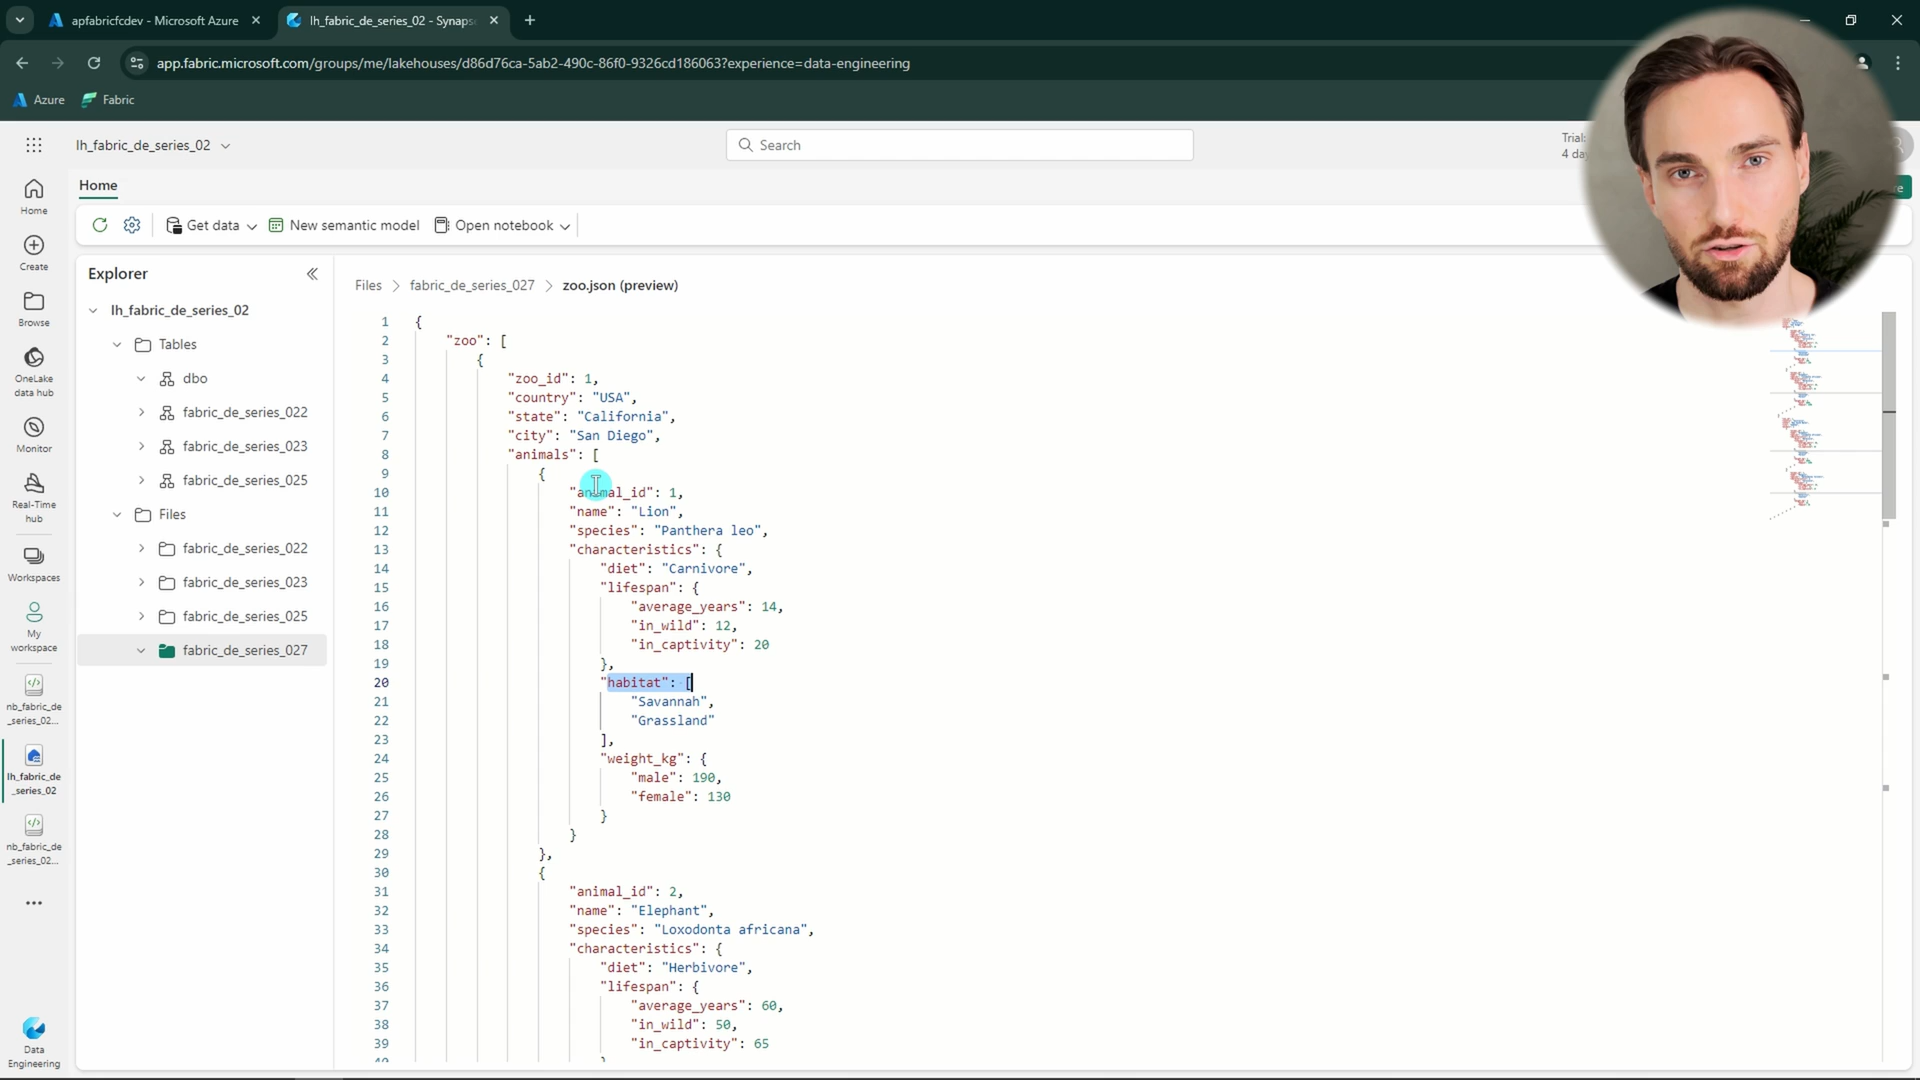 apfabricfcdev - Microsoft Azure
lh_fabric_de_series_02 - Synaps
app.fabric.microsoft.com/groups/me/lakehouses/d86d76ca-5ab2-490c-86f0-9326cd186063?experience=data-engineering
Azure
Fabric
lh_fabric_de_series_02
Search
Trial:
4 day
Home
Get data
New semantic model
Open notebook
Home
Create
Browse
OneLake
data hub
Monitor
Real-Time
hub
Workspaces
My
workspace
nb_fabric_de
_series_02...
lh_fabric_de
_series_02
nb_fabric_de
_series_02...
Data
Engineering
Explorer
lh_fabric_de_series_02
Tables
dbo
fabric_de_series_022
fabric_de_series_023
fabric_de_series_025
Files
fabric_de_series_022
fabric_de_series_023
fabric_de_series_025
fabric_de_series_027
Files > fabric_de_series_027 > zoo.json (preview)
1 {
2 "zoo": [
3 {
4 "zoo_id": 1,
5 "country": "USA",
6 "state": "California",
7 "city": "San Diego",
8 "animals": [
9 {
10 "animal_id": 1,
11 "name": "Lion",
12 "species": "Panthera leo",
13 "characteristics": {
14 "diet": "Carnivore",
15 "lifespan": {
16 "average_years": 14,
17 "in_wild": 12,
18 "in_captivity": 20
19 },
20 "habitat": [
21 "Savannah",
22 "Grassland"
23 ],
24 "weight_kg": {
25 "male": 190,
26 "female": 130
27 }
28 }
29 },
30 {
31 "animal_id": 2,
32 "name": "Elephant",
33 "species": "Loxodonta africana",
34 "characteristics": {
35 "diet": "Herbivore",
36 "lifespan": {
37 "average_years": 60,
38 "in_wild": 50,
39 "in_captivity": 65